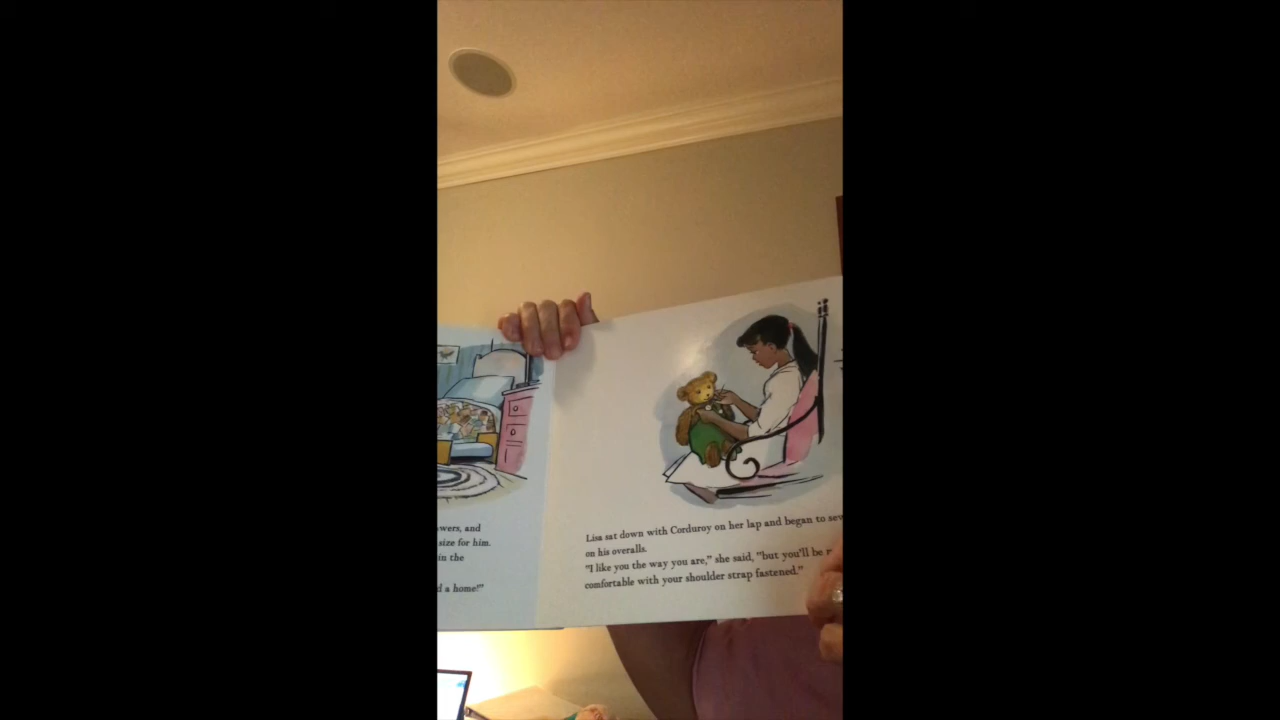 and
size for him.
in the
a home!"
Lisa sat down with Corduroy on her lap and began to
on his overalls.
"I like you the way you are," she said, "but you'll be
comfortable with your shoulder strap fastened."